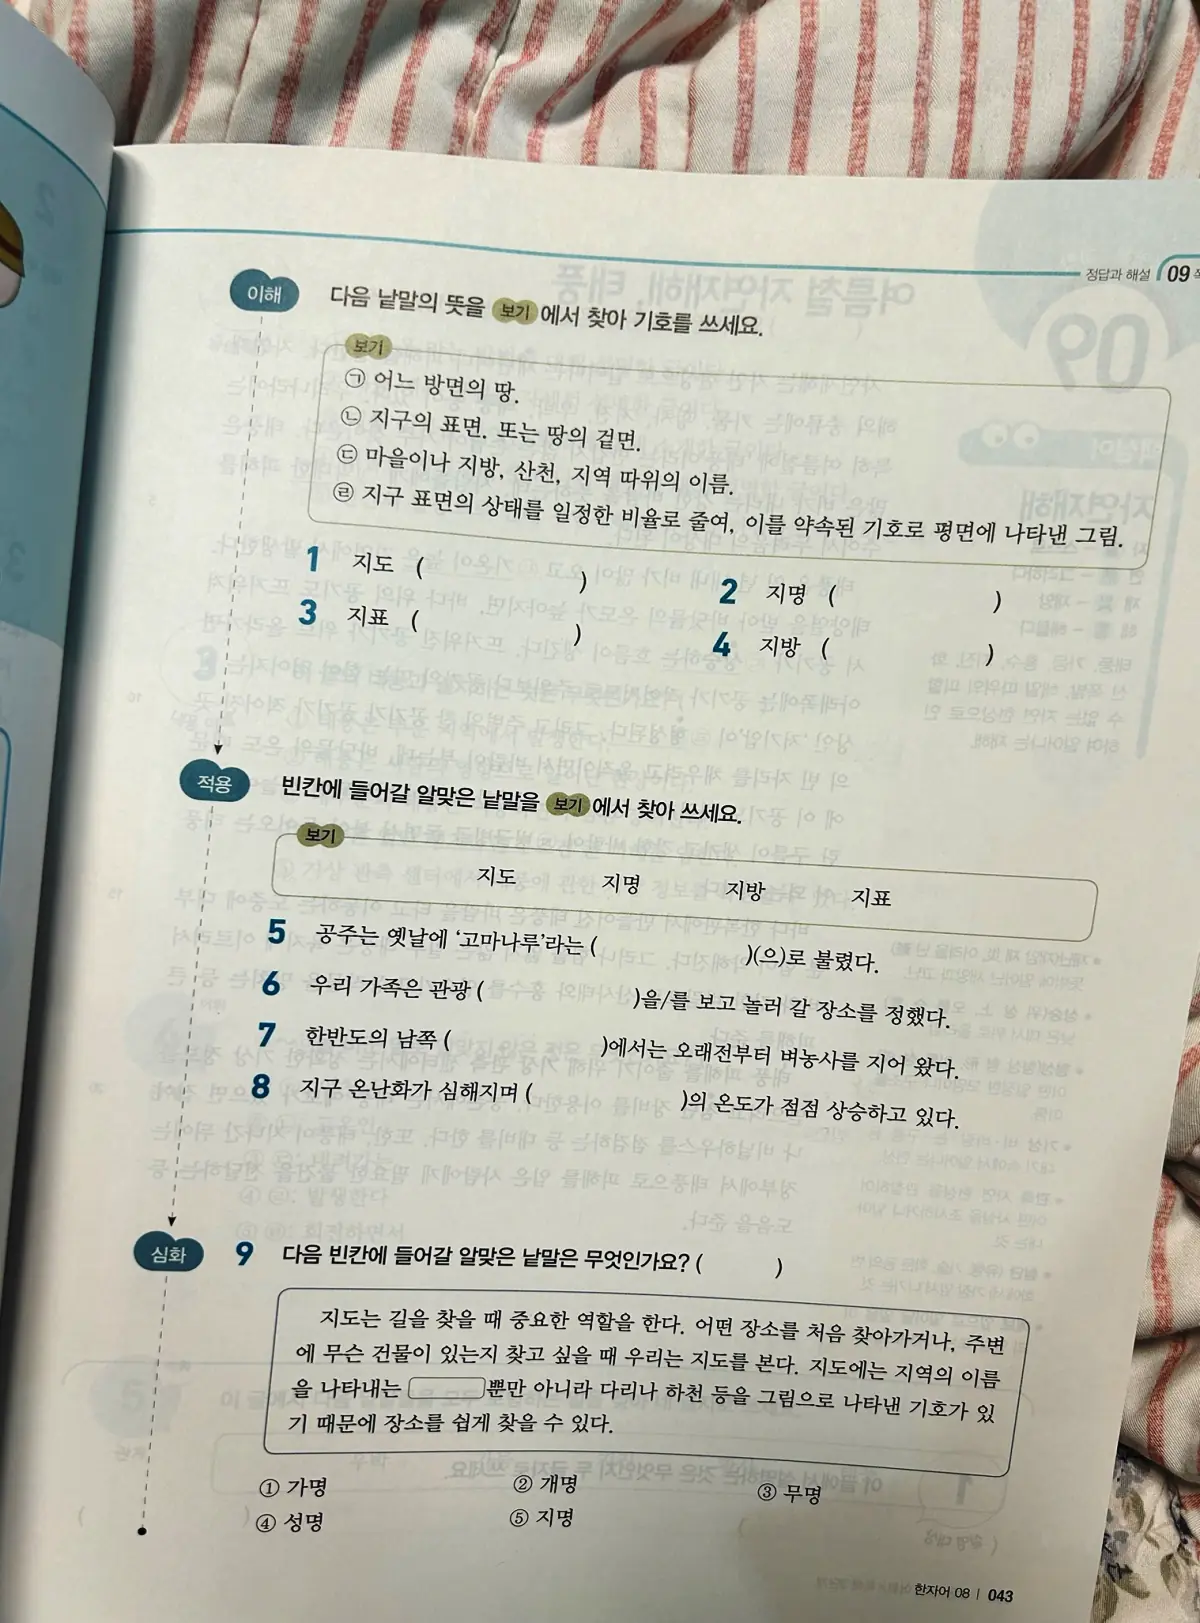 정답과 해설 09
이해 다음 낱말의 뜻을 보기 에서 찾아 기호를 쓰세요.
보기
㉠ 어느 방면의 땅.
㉡ 지구의 표면. 또는 땅의 겉면.
㉢ 마을이나 지방, 산천, 지역 따위의 이름.
㉣ 지구 표면의 상태를 일정한 비율로 줄여, 이를 약속된 기호로 평면에 나타낸 그림.
1 지도 ( ) 2 지명 ( )
3 지표 ( ) 4 지방 ( )
적용 빈칸에 들어갈 알맞은 낱말을 보기 에서 찾아 쓰세요.
보기
지도 지명 지방 지표
5 공주는 옛날에 ‘고마나루’라는 ( )(으)로 불렸다.
6 우리 가족은 관광 ( )을/를 보고 놀러 갈 장소를 정했다.
7 한반도의 남쪽 ( )에서는 오래전부터 벼농사를 지어 왔다.
8 지구 온난화가 심해지며 ( )의 온도가 점점 상승하고 있다.
심화 9 다음 빈칸에 들어갈 알맞은 낱말은 무엇인가요? ( )
지도는 길을 찾을 때 중요한 역할을 한다. 어떤 장소를 처음 찾아가거나, 주변
에 무슨 건물이 있는지 찾고 싶을 때 우리는 지도를 본다. 지도에는 지역의 이름
을 나타내는 뿐만 아니라 다리나 하천 등을 그림으로 나타낸 기호가 있
기 때문에 장소를 쉽게 찾을 수 있다.
① 가명 ② 개명 ③ 무명
④ 성명 ⑤ 지명
한자어 08 | 043